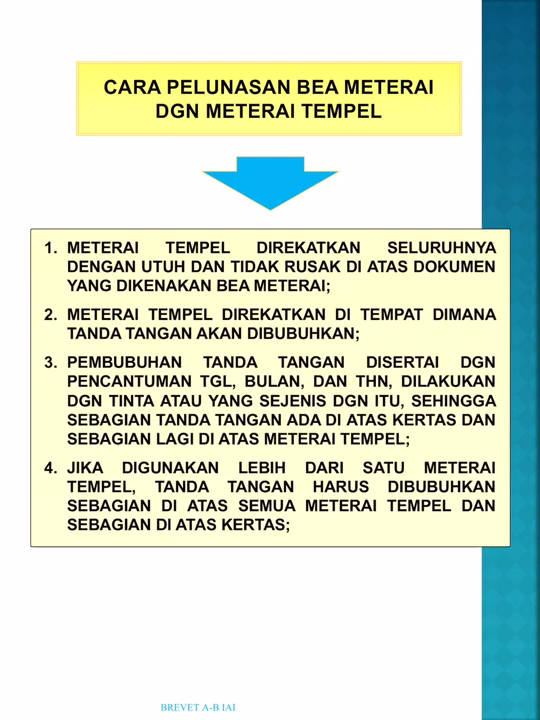 CARA PELUNASAN BEA METERAI
DGN METERAI TEMPEL
1. METERAI TEMPEL DIREKATKAN SELURUHNYA
DENGAN UTUH DAN TIDAK RUSAK DI ATAS DOKUMEN
YANG DIKENAKAN BEA METERAI;
2. METERAI TEMPEL DIREKATKAN DI TEMPAT DIMANA
TANDA TANGAN AKAN DIBUBUHKAN;
3. PEMBUBUHAN TANDA TANGAN DISERTAI DGN
PENCANTUMAN TGL, BULAN, DAN THN, DILAKUKAN
DGN TINTA ATAU YANG SEJENIS DGN ITU, SEHINGGA
SEBAGIAN TANDA TANGAN ADA DI ATAS KERTAS DAN
SEBAGIAN LAGI DI ATAS METERAI TEMPEL;
4. JIKA DIGUNAKAN LEBIH DARI SATU METERAI
TEMPEL, TANDA TANGAN HARUS DIBUBUHKAN
SEBAGIAN DI ATAS SEMUA METERAI TEMPEL DAN
SEBAGIAN DI ATAS KERTAS;
BREVET A-B IAI